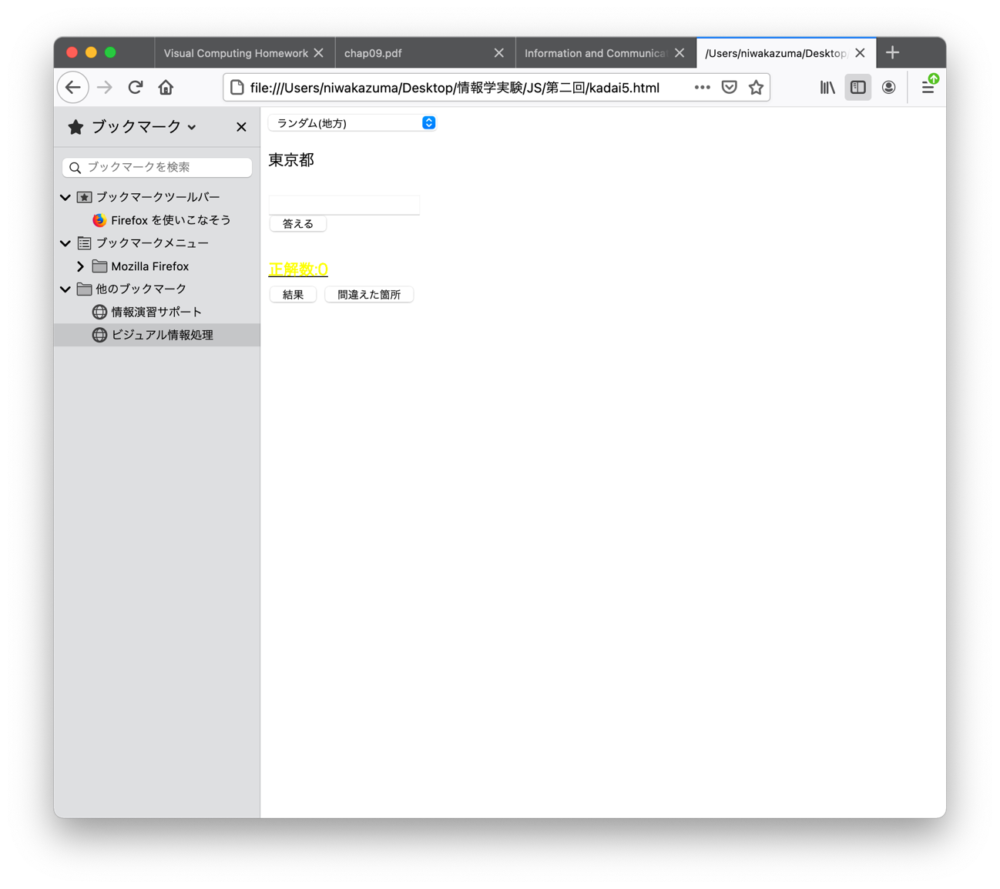 Visual Computing Homework
chap09.pdf
Information and Communica
/Users/niwakazuma/Desktop/
file:///Users/niwakazuma/Desktop/情報学実験/JS/第二回/kadai5.html
ブックマーク
ブックマークを検索
ブックマークツールバー
Firefox を使いこなそう
ブックマークメニュー
Mozilla Firefox
他のブックマーク
情報演習サポート
ビジュアル情報処理
ランダム(地方)
東京都
答える
正解数:0
結果 間違えた箇所